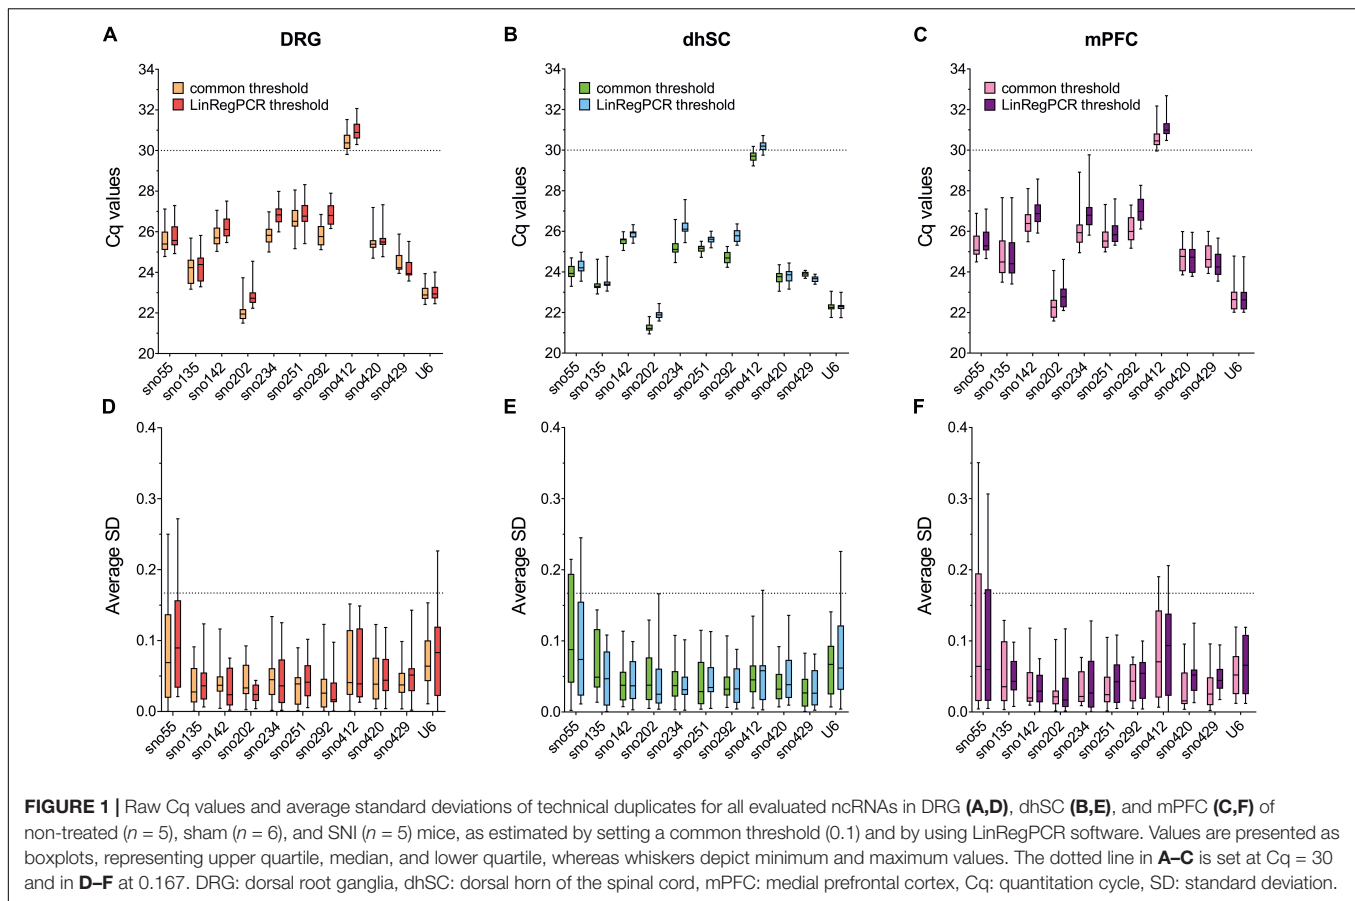 A
DRG
34
32
30
28
26
24
22
20
Cq values
common threshold
LinRegPCR threshold
sno55
sno135
sno142
sno202
sno234
sno251
sno292
sno412
sno420
sno429
U6
B
dhSC
34
32
30
28
26
24
22
20
Cq values
common threshold
LinRegPCR threshold
sno55
sno135
sno142
sno202
sno234
sno251
sno292
sno412
sno420
sno429
U6
C
mPFC
34
32
30
28
26
24
22
20
Cq values
common threshold
LinRegPCR threshold
sno55
sno135
sno142
sno202
sno234
sno251
sno292
sno412
sno420
sno429
U6
D
0.4
0.3
0.2
0.1
0.0
Average SD
sno55
sno135
sno142
sno202
sno234
sno251
sno292
sno412
sno420
sno429
U6
E
0.4
0.3
0.2
0.1
0.0
Average SD
sno55
sno135
sno142
sno202
sno234
sno251
sno292
sno412
sno420
sno429
U6
F
0.4
0.3
0.2
0.1
0.0
Average SD
sno55
sno135
sno142
sno202
sno234
sno251
sno292
sno412
sno420
sno429
U6
FIGURE 1 | Raw Cq values and average standard deviations of technical duplicates for all evaluated ncRNAs in DRG (A,D), dhSC (B,E), and mPFC (C,F) of
non-treated (n = 5), sham (n = 6), and SNI (n = 5) mice, as estimated by setting a common threshold (0.1) and by using LinRegPCR software. Values are presented as
boxplots, representing upper quartile, median, and lower quartile, whereas whiskers depict minimum and maximum values. The dotted line in A–C is set at Cq = 30
and in D–F at 0.167. DRG: dorsal root ganglia, dhSC: dorsal horn of the spinal cord, mPFC: medial prefrontal cortex, Cq: quantitation cycle, SD: standard deviation.